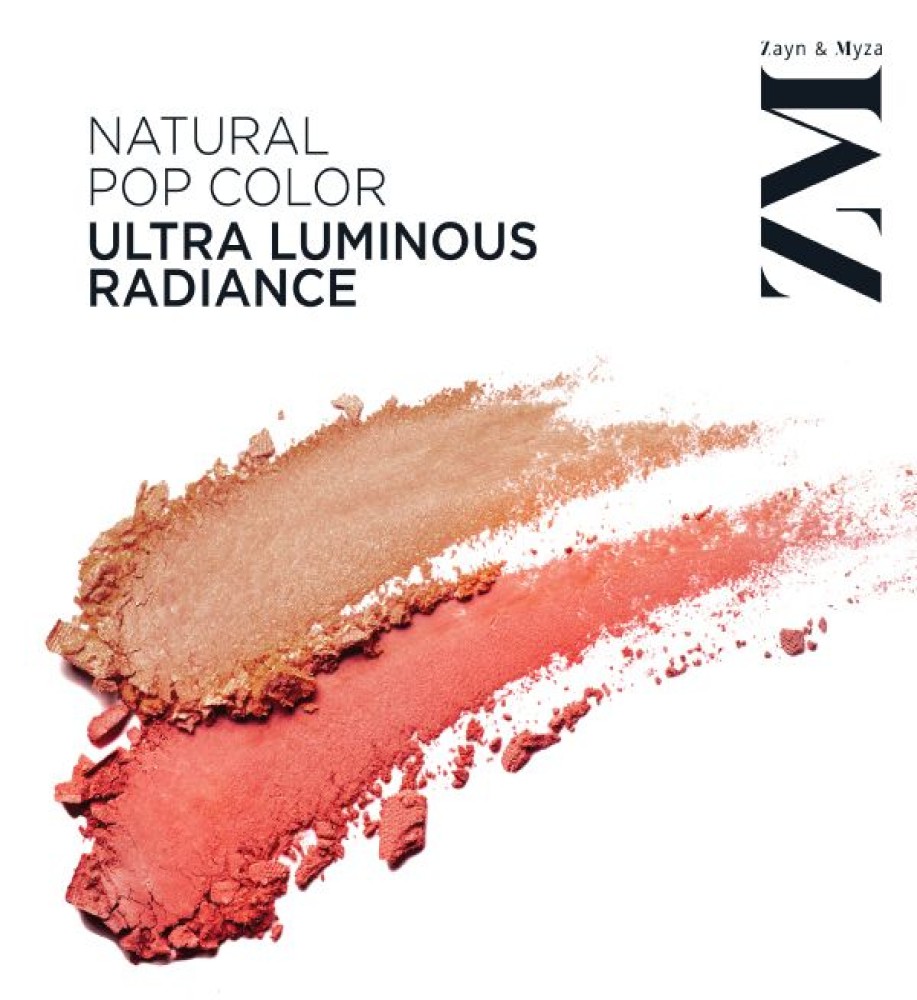 Zayn & Myza
ZM
NATURAL
POP COLOR
ULTRA LUMINOUS
RADIANCE